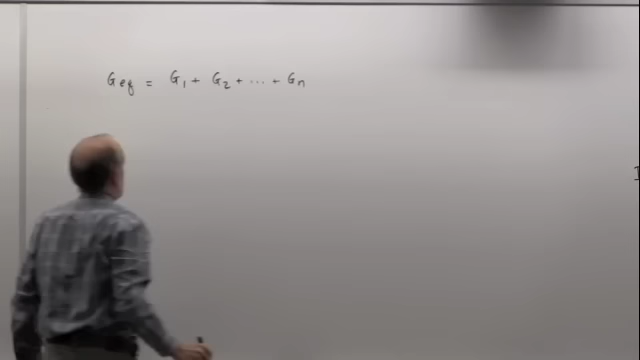 Geq = G1 + G2 + ... + Gn